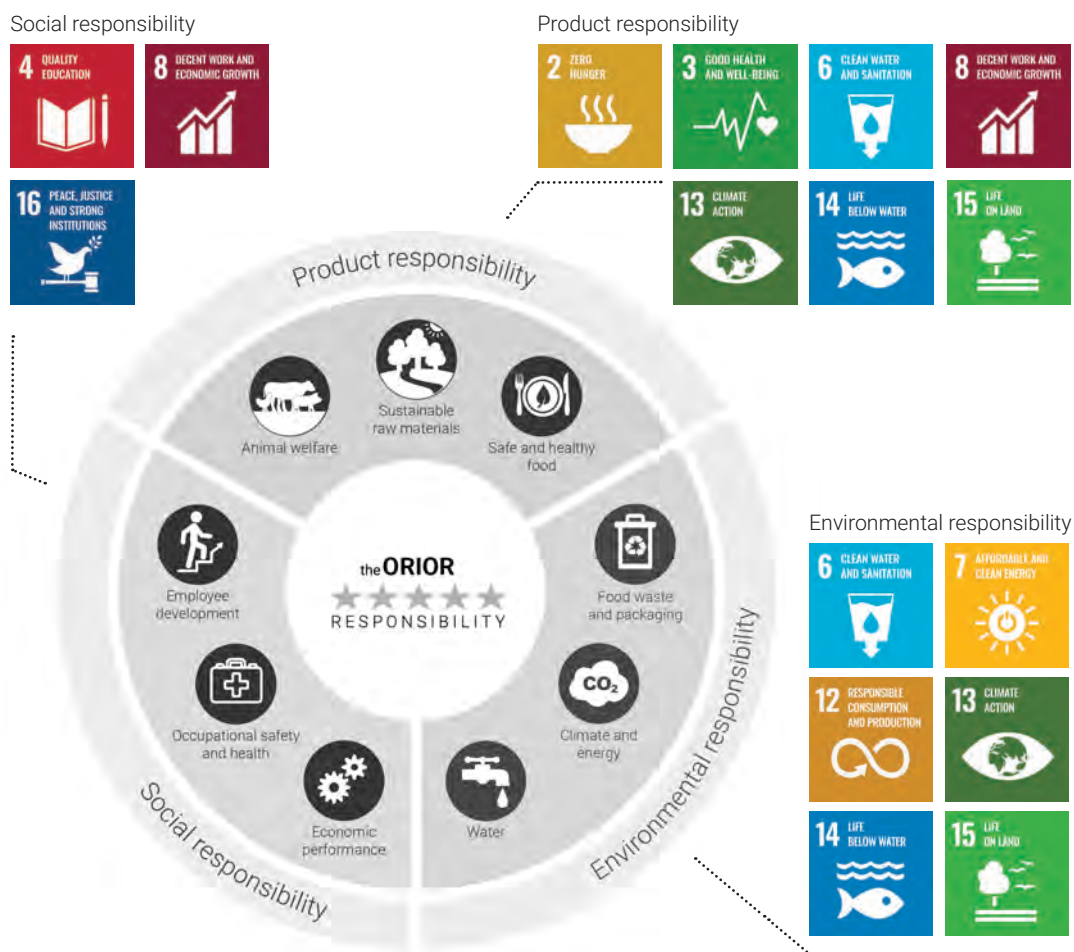 Social responsibility
4 QUALITY
EDUCATION
8 DECENT WORK AND
ECONOMIC GROWTH
16 PEACE, JUSTICE
AND STRONG
INSTITUTIONS
Product responsibility
2 ZERO
HUNGER
3 GOOD HEALTH
AND WELL-BEING
6 CLEAN WATER
AND SANITATION
8 DECENT WORK AND
ECONOMIC GROWTH
13 CLIMATE
ACTION
14 LIFE
BELOW WATER
15 LIFE
ON LAND
Product responsibility
Animal welfare
Sustainable
raw materials
Safe and healthy
food
Employee
development
Occupational safety
and health
Economic
performance
Social responsibility
the ORIOR
RESPONSIBILITY
Food waste
and packaging
CO₂
Climate and
energy
Water
Environmental responsibility
Environmental responsibility
6 CLEAN WATER
AND SANITATION
7 AFFORDABLE AND
CLEAN ENERGY
12 RESPONSIBLE
CONSUMPTION
AND PRODUCTION
13 CLIMATE
ACTION
14 LIFE
BELOW WATER
15 LIFE
ON LAND